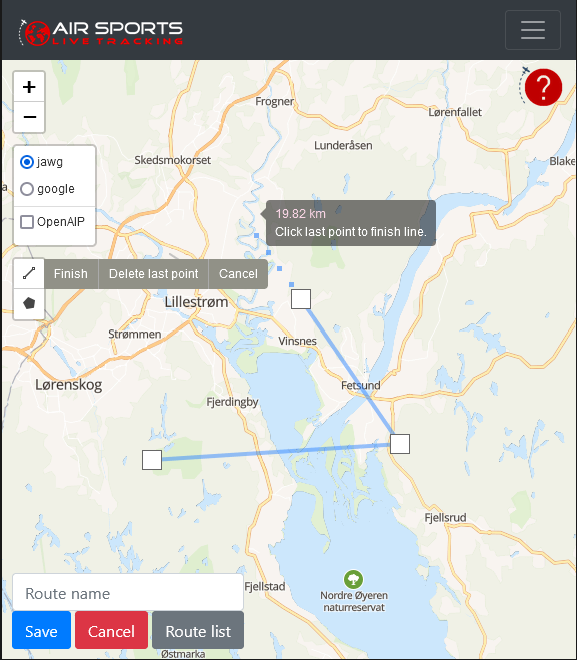 AIR SPORTS
LIVE TRACKING
+
−
?
Frogner
Lørenfallet
Lunderåsen
Skedsmokorset
Blake
jawg
google
OpenAIP
19.82 km
Click last point to finish line.
Finish
Delete last point
Cancel
Lillestrøm
Strømmen
Vinsnes
Lørenskog
Fetsund
Fjerdingby
Fjellsrud
Fjellstad
Nordre Øyeren
naturreservat
Route name
Save
Cancel
Route list
Østmarka